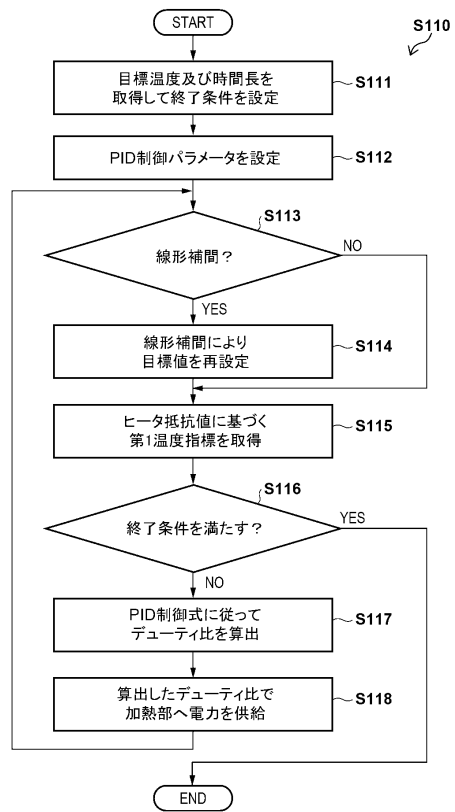 START
S110
目標温度及び時間長を
取得して終了条件を設定
S111
PID制御パラメータを設定
S112
S113
線形補間？
NO
YES
線形補間により
目標値を再設定
S114
ヒータ抵抗値に基づく
第1温度指標を取得
S115
S116
終了条件を満たす？
YES
NO
PID制御式に従って
デューティ比を算出
S117
算出したデューティ比で
加熱部へ電力を供給
S118
END